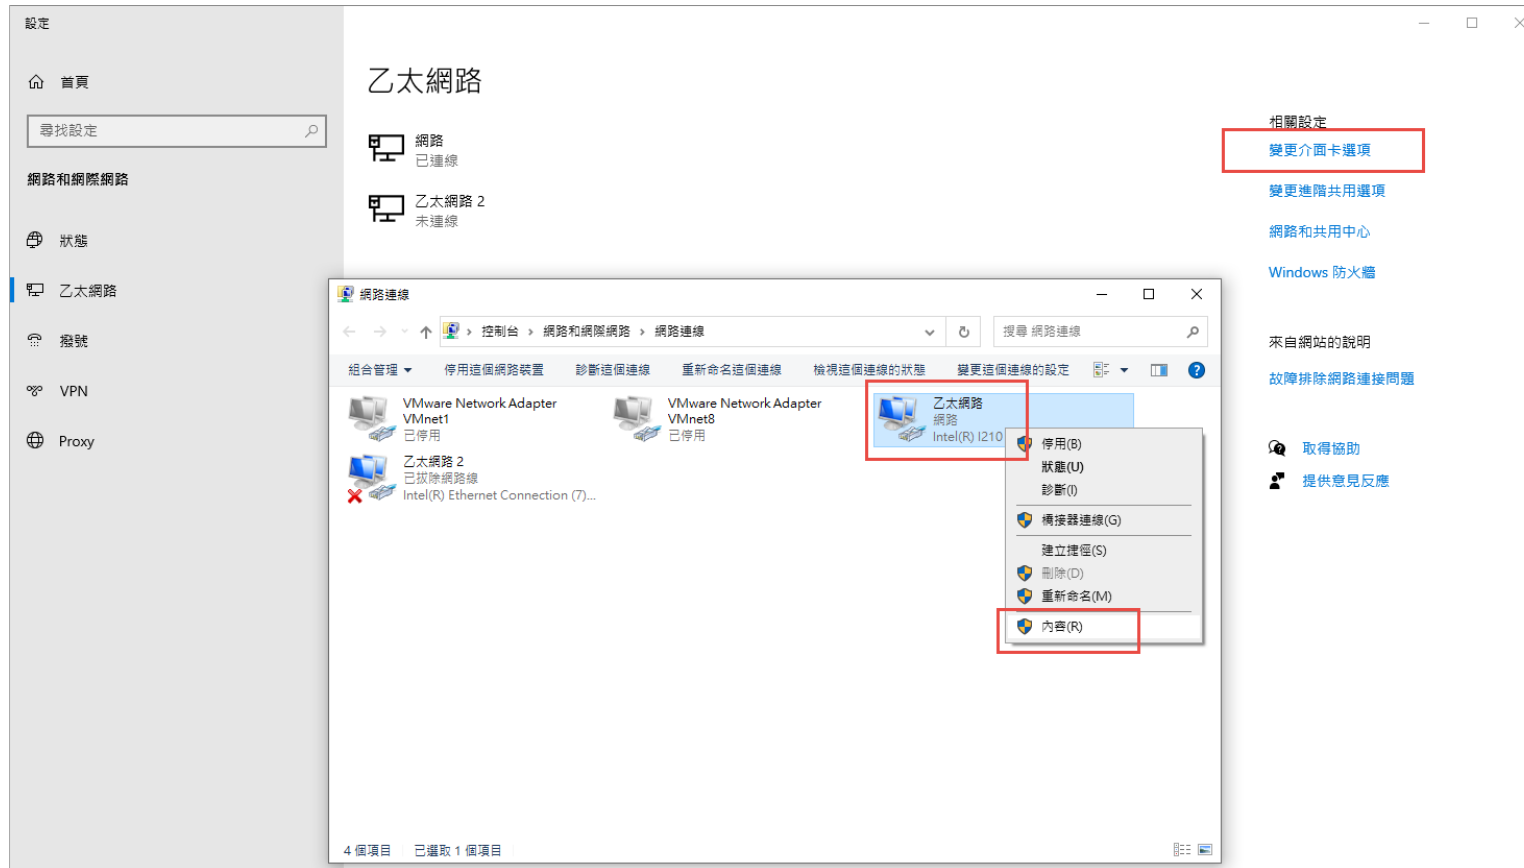 設定
首頁
尋找設定
網路和網際網路
狀態
乙太網路
撥號
VPN
Proxy
乙太網路
網路
已連線
乙太網路 2
未連線
相關設定
變更介面卡選項
變更進階共用選項
網路和共用中心
Windows 防火牆
來自網站的說明
故障排除網路連接問題
取得協助
提供意見反應
網路連線
控制台 › 網路和網際網路 › 網路連線
搜尋 網路連線
組合管理 停用這個網路裝置 診斷這個連線 重新命名這個連線 檢視這個連線的狀態 變更這個連線的設定
VMware Network Adapter
VMnet1
已停用
VMware Network Adapter
VMnet8
已停用
乙太網路
網路
Intel(R) I210
乙太網路 2
已拔除網路線
Intel(R) Ethernet Connection (7)...
停用(B)
狀態(U)
診斷(I)
橋接器連線(G)
建立捷徑(S)
刪除(D)
重新命名(M)
內容(R)
4 個項目 已選取 1 個項目